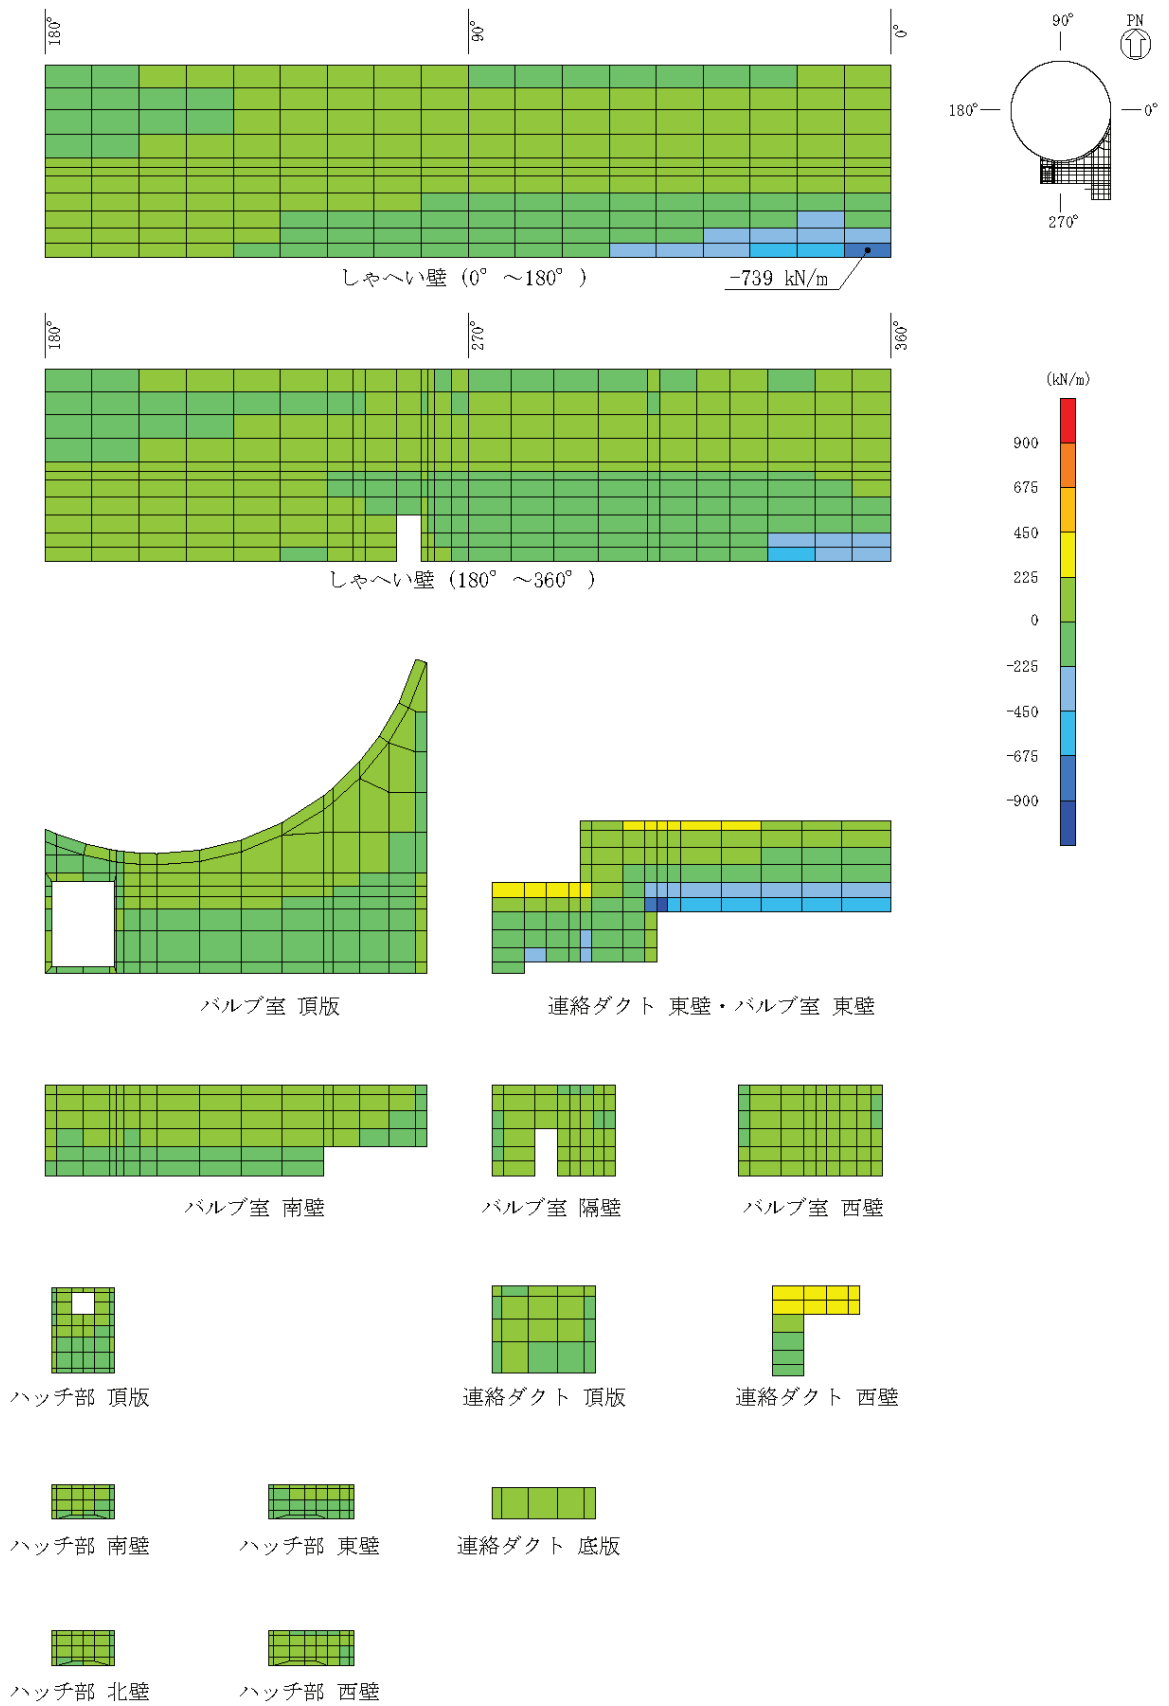 180°
90°
0°
90°
PN
180°
0°
270°
しゃへい壁 (0° ～180° )
-739 kN/m
180°
270°
360°
しゃへい壁 (180° ～360° )
(kN/m)
900
675
450
225
0
-225
-450
-675
-900
バルブ室 頂版
連絡ダクト 東壁・バルブ室 東壁
バルブ室 南壁
バルブ室 隔壁
バルブ室 西壁
ハッチ部 頂版
連絡ダクト 頂版
連絡ダクト 西壁
ハッチ部 南壁
ハッチ部 東壁
連絡ダクト 底版
ハッチ部 北壁
ハッチ部 西壁